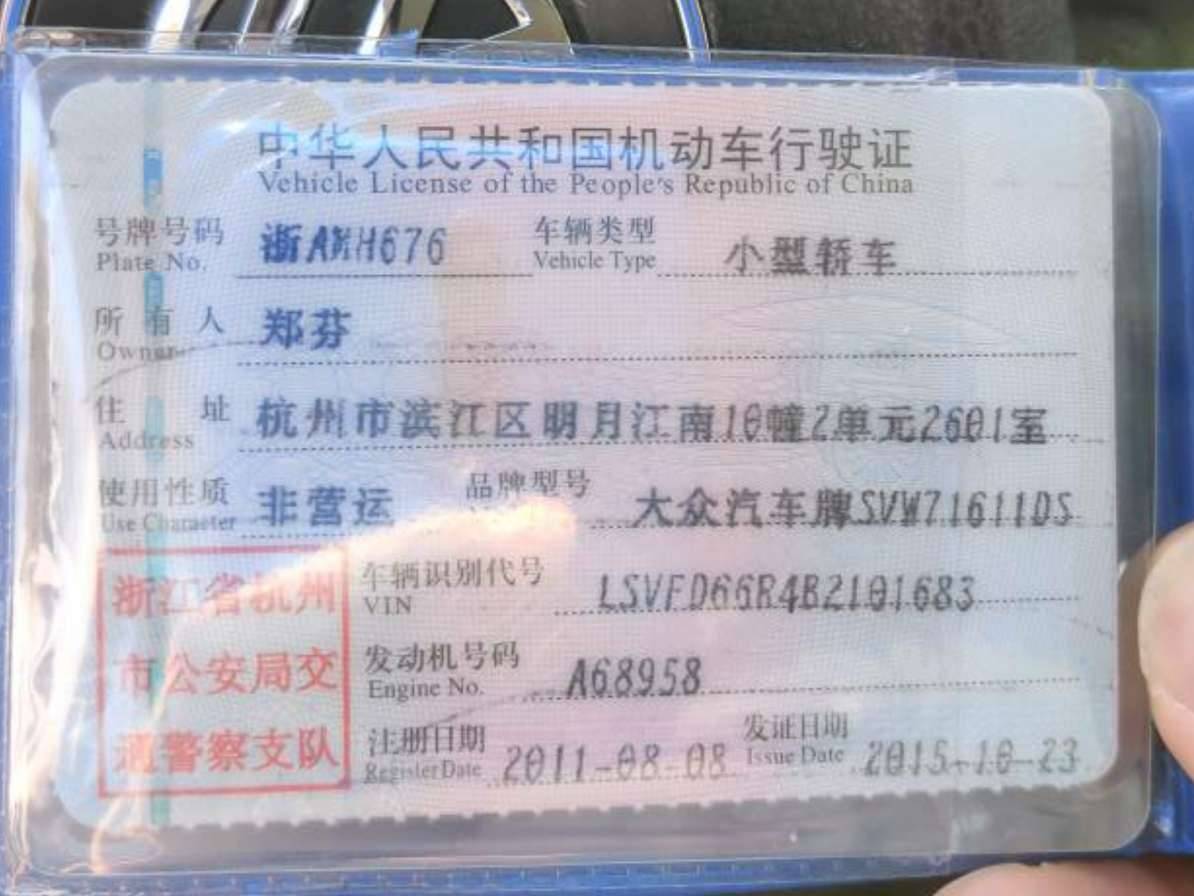 中华人民共和国机动车行驶证
Vehicle License of the People's Republic of China
号牌号码 浙AMH676 车辆类型 小型轿车
Plate No. Vehicle Type
所有人 郑芬
Owner
住址 杭州市滨江区明月江南10幢2单元2601室
Address
使用性质 非营运 品牌型号 大众汽车牌SVW71611DS
Use Character
浙江省杭州 车辆识别代号 LSVFD66R4B2101683
VIN
市公安局交 发动机号码 A68958
Engine No.
通警察支队 注册日期 2011-08-08 发证日期 2015-10-23
Register Date Issue Date